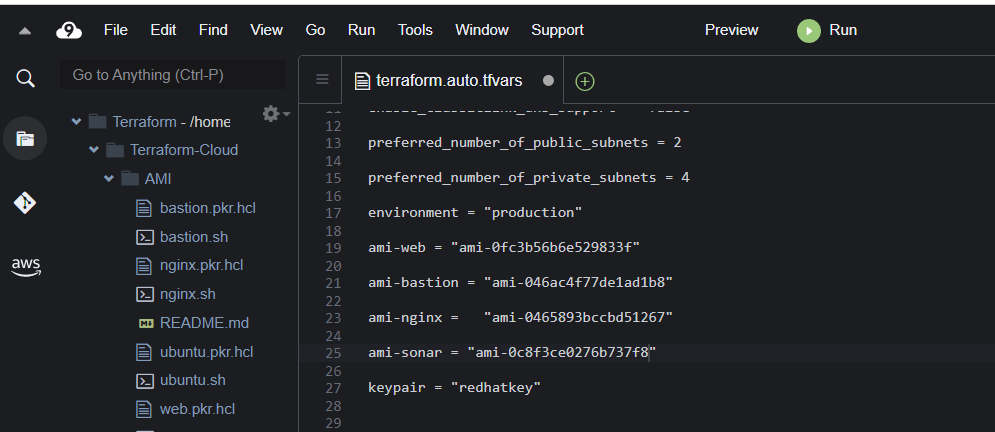 File Edit Find View Go Run Tools Window Support Preview Run
Go to Anything (Ctrl-P)
terraform.auto.tfvars
Terraform - /home
Terraform-Cloud
AMI
bastion.pkr.hcl
bastion.sh
nginx.pkr.hcl
nginx.sh
README.md
ubuntu.pkr.hcl
ubuntu.sh
web.pkr.hcl
aws
12
13 preferred_number_of_public_subnets = 2
14
15 preferred_number_of_private_subnets = 4
16
17 environment = "production"
18
19 ami-web = "ami-0fc3b56b6e529833f"
20
21 ami-bastion = "ami-046ac4f77de1ad1b8"
22
23 ami-nginx =   "ami-0465893bccbd51267"
24
25 ami-sonar = "ami-0c8f3ce0276b737f8"
26
27 keypair = "redhatkey"
28
29